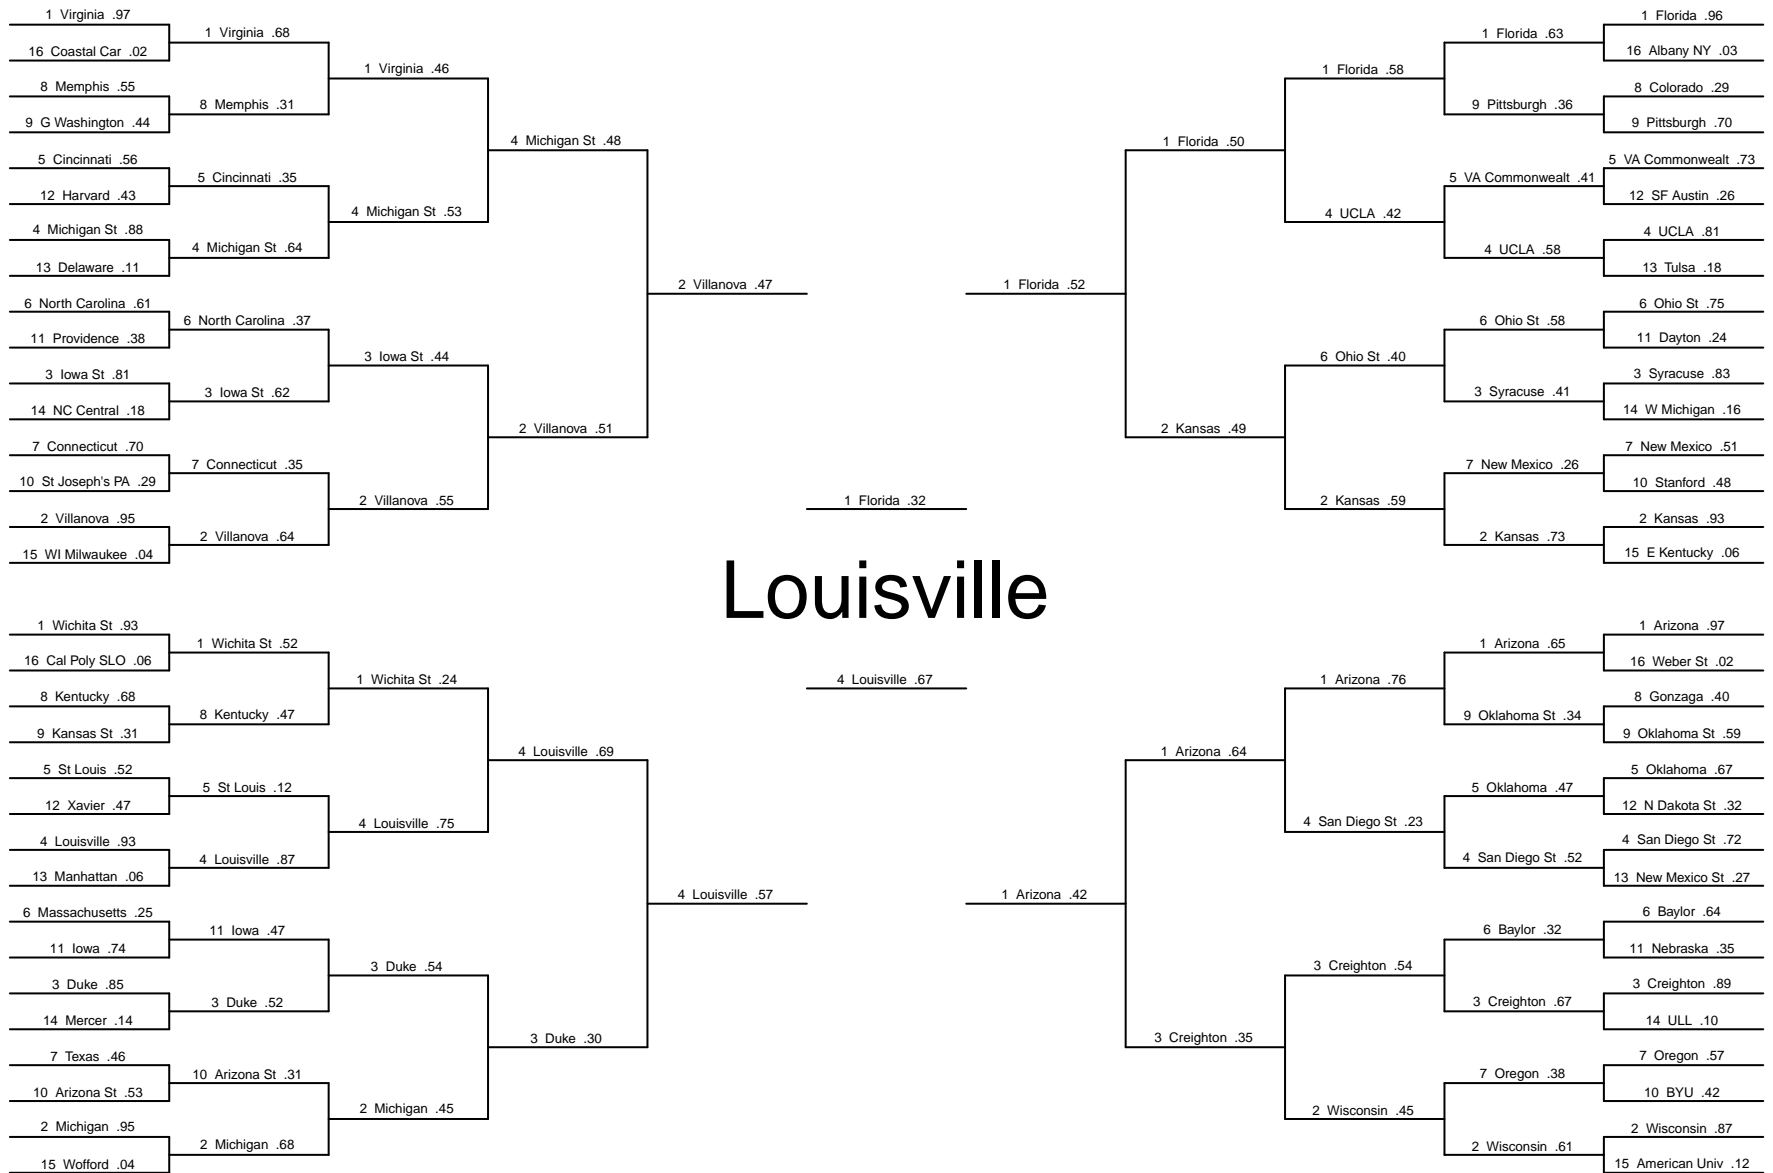 1 Virginia .97
16 Coastal Car .02
8 Memphis .55
9 G Washington .44
5 Cincinnati .56
12 Harvard .43
4 Michigan St .88
13 Delaware .11
6 North Carolina .61
11 Providence .38
3 Iowa St .81
14 NC Central .18
7 Connecticut .70
10 St Joseph's PA .29
2 Villanova .95
15 WI Milwaukee .04
1 Virginia .68
8 Memphis .31
5 Cincinnati .35
4 Michigan St .64
6 North Carolina .37
3 Iowa St .62
7 Connecticut .35
2 Villanova .64
1 Virginia .46
4 Michigan St .53
3 Iowa St .44
2 Villanova .55
4 Michigan St .48
2 Villanova .51
2 Villanova .47
1 Florida .32
1 Florida .52
1 Florida .50
2 Kansas .49
1 Florida .58
4 UCLA .42
6 Ohio St .40
2 Kansas .59
1 Florida .63
9 Pittsburgh .36
5 VA Commonwealt .41
4 UCLA .58
6 Ohio St .58
3 Syracuse .41
7 New Mexico .26
2 Kansas .73
1 Florida .96
16 Albany NY .03
8 Colorado .29
9 Pittsburgh .70
5 VA Commonwealt .73
12 SF Austin .26
4 UCLA .81
13 Tulsa .18
6 Ohio St .75
11 Dayton .24
3 Syracuse .83
14 W Michigan .16
7 New Mexico .51
10 Stanford .48
2 Kansas .93
15 E Kentucky .06
Louisville
1 Wichita St .93
16 Cal Poly SLO .06
8 Kentucky .68
9 Kansas St .31
5 St Louis .52
12 Xavier .47
4 Louisville .93
13 Manhattan .06
6 Massachusetts .25
11 Iowa .74
3 Duke .85
14 Mercer .14
7 Texas .46
10 Arizona St .53
2 Michigan .95
15 Wofford .04
1 Wichita St .52
8 Kentucky .47
5 St Louis .12
4 Louisville .87
11 Iowa .47
3 Duke .52
10 Arizona St .31
2 Michigan .68
1 Wichita St .24
4 Louisville .75
3 Duke .54
2 Michigan .45
4 Louisville .69
3 Duke .30
4 Louisville .57
4 Louisville .67
1 Arizona .42
1 Arizona .64
3 Creighton .35
1 Arizona .76
4 San Diego St .23
3 Creighton .54
2 Wisconsin .45
1 Arizona .65
9 Oklahoma St .34
5 Oklahoma .47
4 San Diego St .52
6 Baylor .32
3 Creighton .67
7 Oregon .38
2 Wisconsin .61
1 Arizona .97
16 Weber St .02
8 Gonzaga .40
9 Oklahoma St .59
5 Oklahoma .67
12 N Dakota St .32
4 San Diego St .72
13 New Mexico St .27
6 Baylor .64
11 Nebraska .35
3 Creighton .89
14 ULL .10
7 Oregon .57
10 BYU .42
2 Wisconsin .87
15 American Univ .12